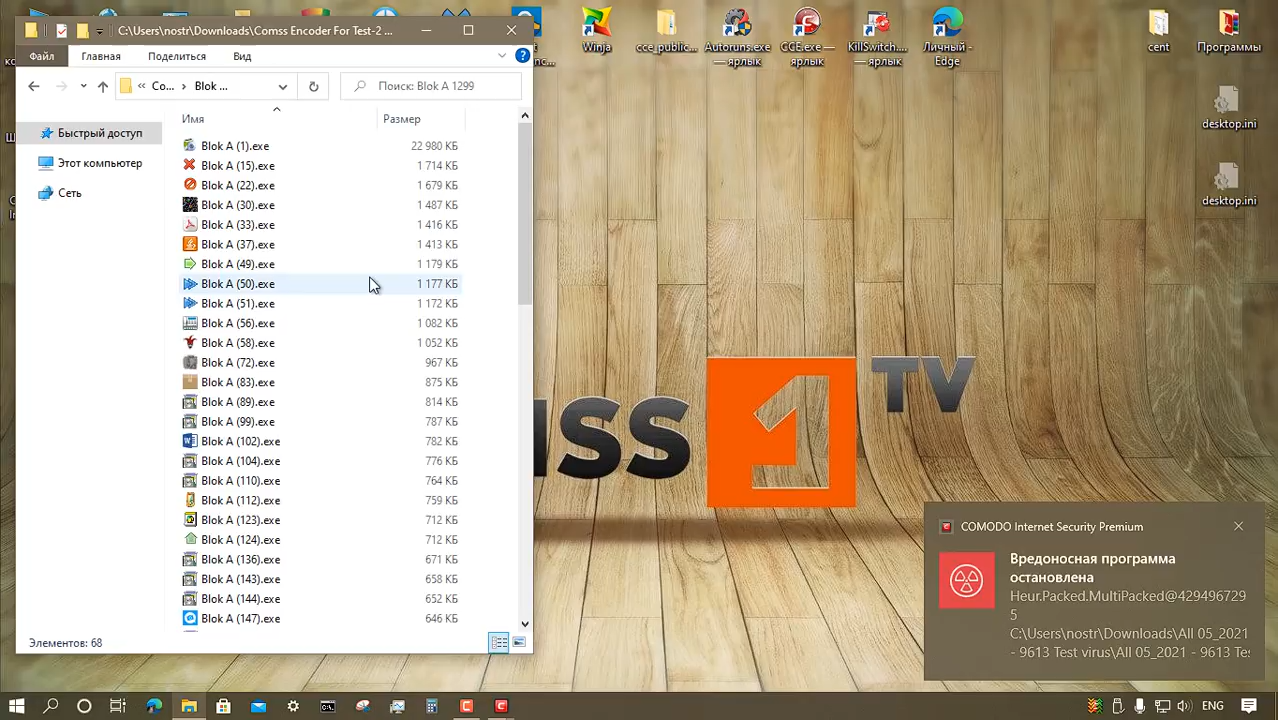 C:\Users\nostr\Downloads\Comss Encoder For Test-2 ...
Файл
Главная
Поделиться
Вид
« Co... › Blok ...
Поиск: Blok A 1299
Быстрый доступ
Этот компьютер
Сеть
Имя Размер
Blok A (1).exe 22 980 КБ
Blok A (15).exe 1 714 КБ
Blok A (22).exe 1 679 КБ
Blok A (30).exe 1 487 КБ
Blok A (33).exe 1 416 КБ
Blok A (37).exe 1 413 КБ
Blok A (49).exe 1 179 КБ
Blok A (50).exe 1 177 КБ
Blok A (51).exe 1 172 КБ
Blok A (56).exe 1 082 КБ
Blok A (58).exe 1 052 КБ
Blok A (72).exe 967 КБ
Blok A (83).exe 875 КБ
Blok A (89).exe 814 КБ
Blok A (99).exe 787 КБ
Blok A (102).exe 782 КБ
Blok A (104).exe 776 КБ
Blok A (110).exe 764 КБ
Blok A (112).exe 759 КБ
Blok A (123).exe 712 КБ
Blok A (124).exe 712 КБ
Blok A (136).exe 671 КБ
Blok A (143).exe 658 КБ
Blok A (144).exe 652 КБ
Blok A (147).exe 646 КБ
Элементов: 68
Winja
cce_public...
Autoruns.exe
— ярлык
CCE.exe —
ярлык
KillSwitch....
— ярлык
Личный —
Edge
cent
Программы
desktop.ini
desktop.ini
MSS 1 TV
COMODO Internet Security Premium
Вредоносная программа
остановлена
Heur.Packed.MultiPacked@429496729
5
C:\Users\nostr\Downloads\All 05_2021
- 9613 Test virus\All 05_2021 - 9613 Te
ENG